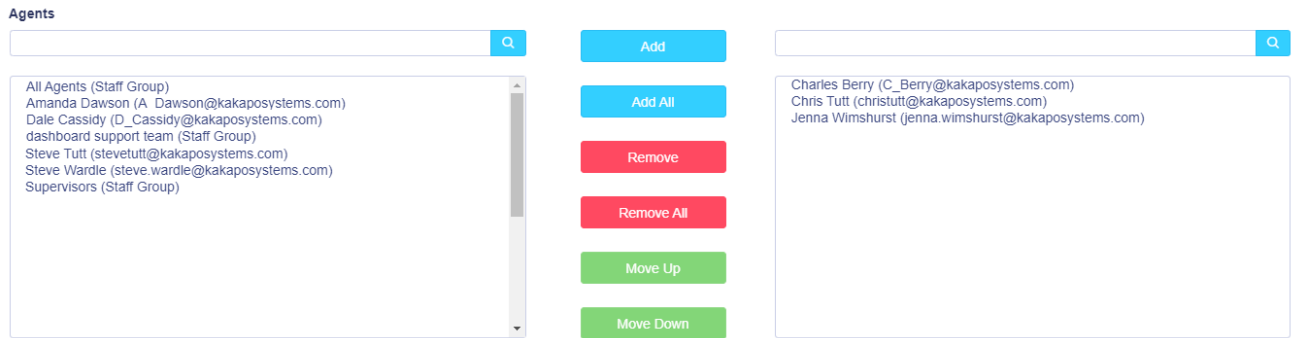 Agents
Add
All Agents (Staff Group)
Amanda Dawson (A_Dawson@kakaposystems.com)
Dale Cassidy (D_Cassidy@kakaposystems.com)
dashboard support team (Staff Group)
Steve Tutt (stevetutt@kakaposystems.com)
Steve Wardle (steve.wardle@kakaposystems.com)
Supervisors (Staff Group)
Add All
Remove
Remove All
Move Up
Move Down
Charles Berry (C_Berry@kakaposystems.com)
Chris Tutt (christutt@kakaposystems.com)
Jenna Wimshurst (jenna.wimshurst@kakaposystems.com)